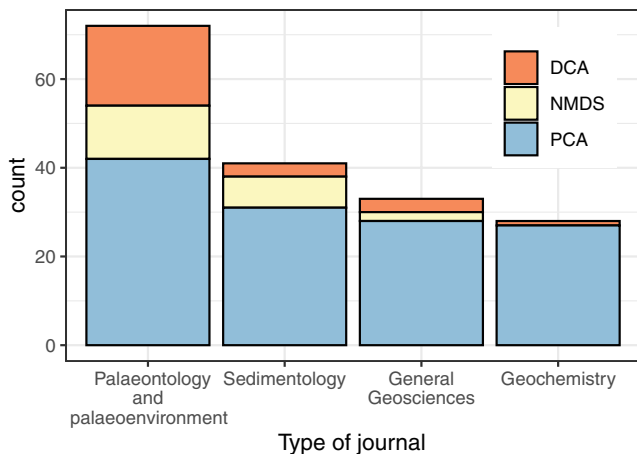 60
40
20
0
count
DCA
NMDS
PCA
Palaeontology
and
palaeoenvironment
Sedimentology
General
Geosciences
Geochemistry
Type of journal